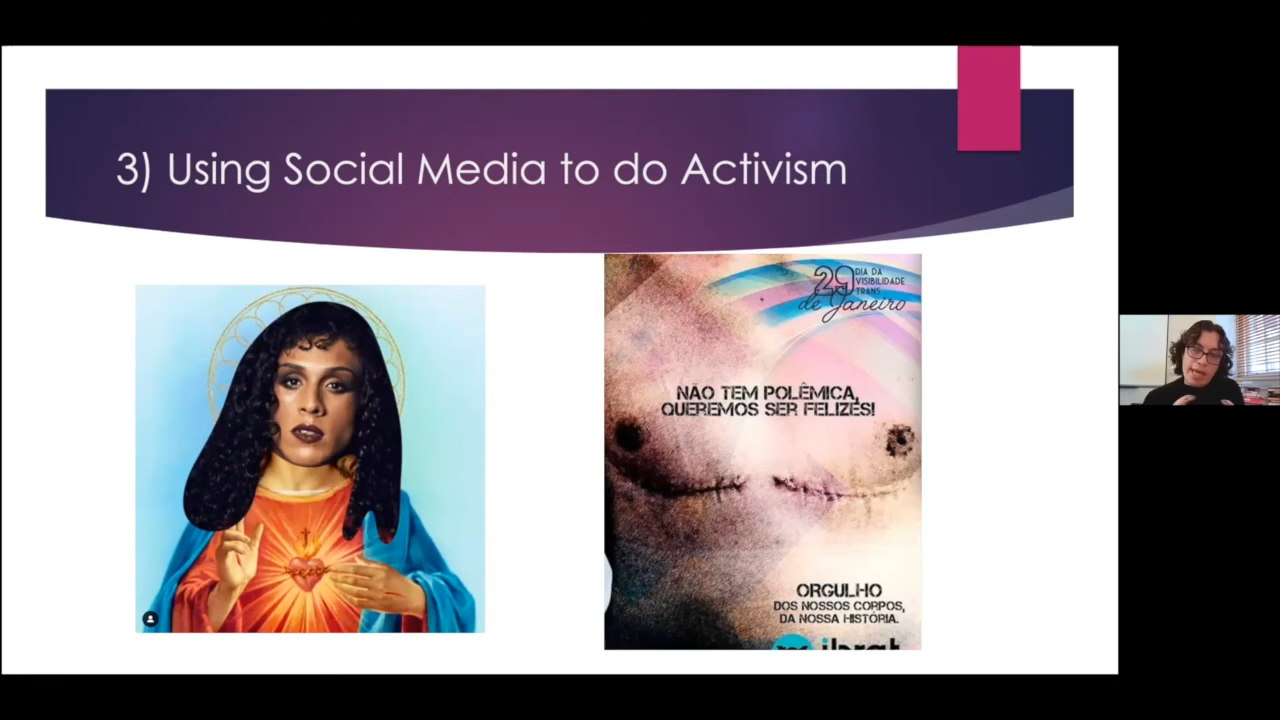 3) Using Social Media to do Activism
29 DIA DA
VISIBILIDADE
TRANS
de Janeiro
NÃO TEM POLÊMICA,
QUEREMOS SER FELIZES!
ORGULHO
DOS NOSSOS CORPOS,
DA NOSSA HISTÓRIA.